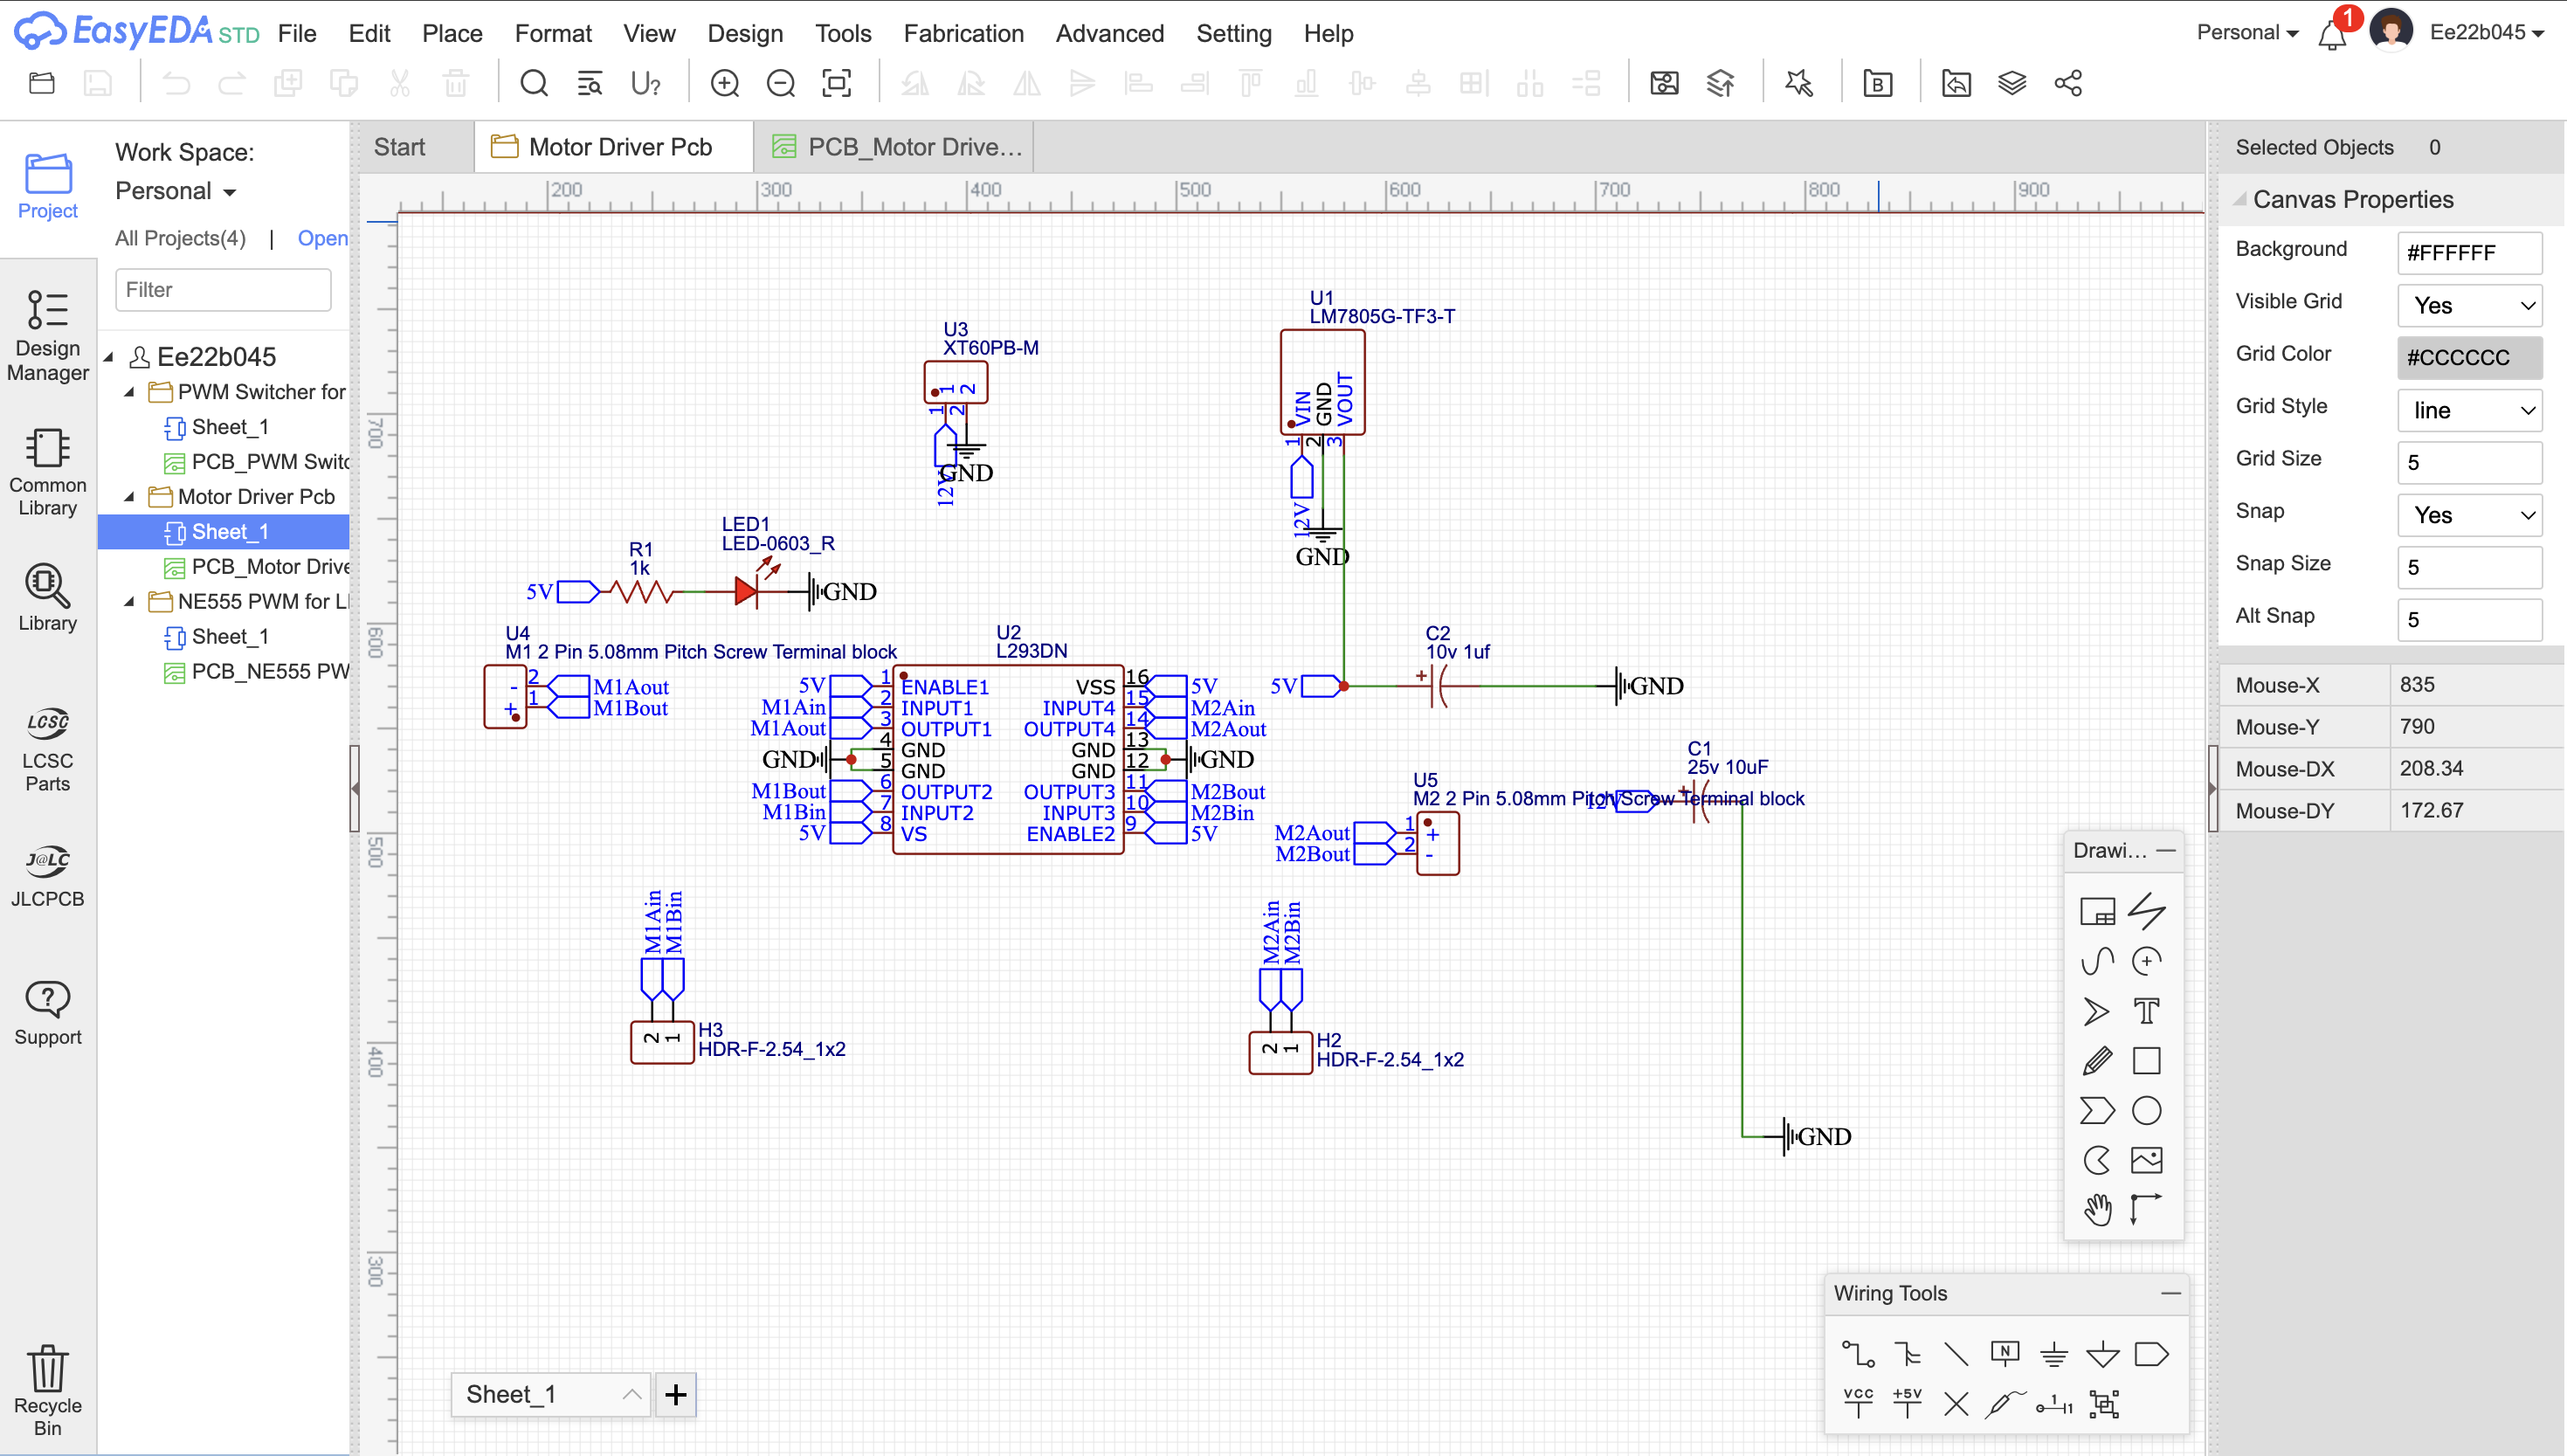 EasyEDA STD File Edit Place Format View Design Tools Fabrication Advanced Setting Help
Personal 1 Ee22b045
Project
Design Manager
Common Library
Library
LCSC
LCSC Parts
J@LC
JLCPCB
Support
Recycle Bin
Work Space:
Personal
All Projects(4) | Open
Filter
Ee22b045
PWM Switcher for
Sheet_1
PCB_PWM Switc
Motor Driver Pcb
Sheet_1
PCB_Motor Drive
NE555 PWM for LI
Sheet_1
PCB_NE555 PW
Start Motor Driver Pcb PCB_Motor Drive...
200 300 400 500 600 700 800 900
700
600
500
400
300
U3
XT60PB-M
1 2
1 2
12V
GND
U1
LM7805G-TF3-T
VIN GND VOUT
1 2 3
12V
GND
R1
1k
5V
LED1
LED-0603_R
GND
U4
M1 2 Pin 5.08mm Pitch Screw Terminal block
- 2 M1Aout
+ 1 M1Bout
U2
L293DN
5V 1 ENABLE1 VSS 16 5V
M1Ain 2 INPUT1 INPUT4 15 M2Ain
M1Aout 3 OUTPUT1 OUTPUT4 14 M2Aout
4 GND GND 13
GND GND
5 GND GND 12
M1Bout 6 OUTPUT2 OUTPUT3 11 M2Bout
M1Bin 7 INPUT2 INPUT3 10 M2Bin
5V 8 VS ENABLE2 9 5V
5V
C2
10v 1uf
+
GND
C1
25v 10uF
12V
+
GND
U5
M2 2 Pin 5.08mm Pitch Screw Terminal block
M2Aout 1 +
M2Bout 2 -
M1Ain M1Bin
2 1
H3
HDR-F-2.54_1x2
M2Ain M2Bin
2 1
H2
HDR-F-2.54_1x2
Sheet_1
Selected Objects 0
Canvas Properties
Background #FFFFFF
Visible Grid Yes
Grid Color #CCCCCC
Grid Style line
Grid Size 5
Snap Yes
Snap Size 5
Alt Snap 5
Mouse-X 835
Mouse-Y 790
Mouse-DX 208.34
Mouse-DY 172.67
Drawi...
T
Wiring Tools
N
VCC +5V